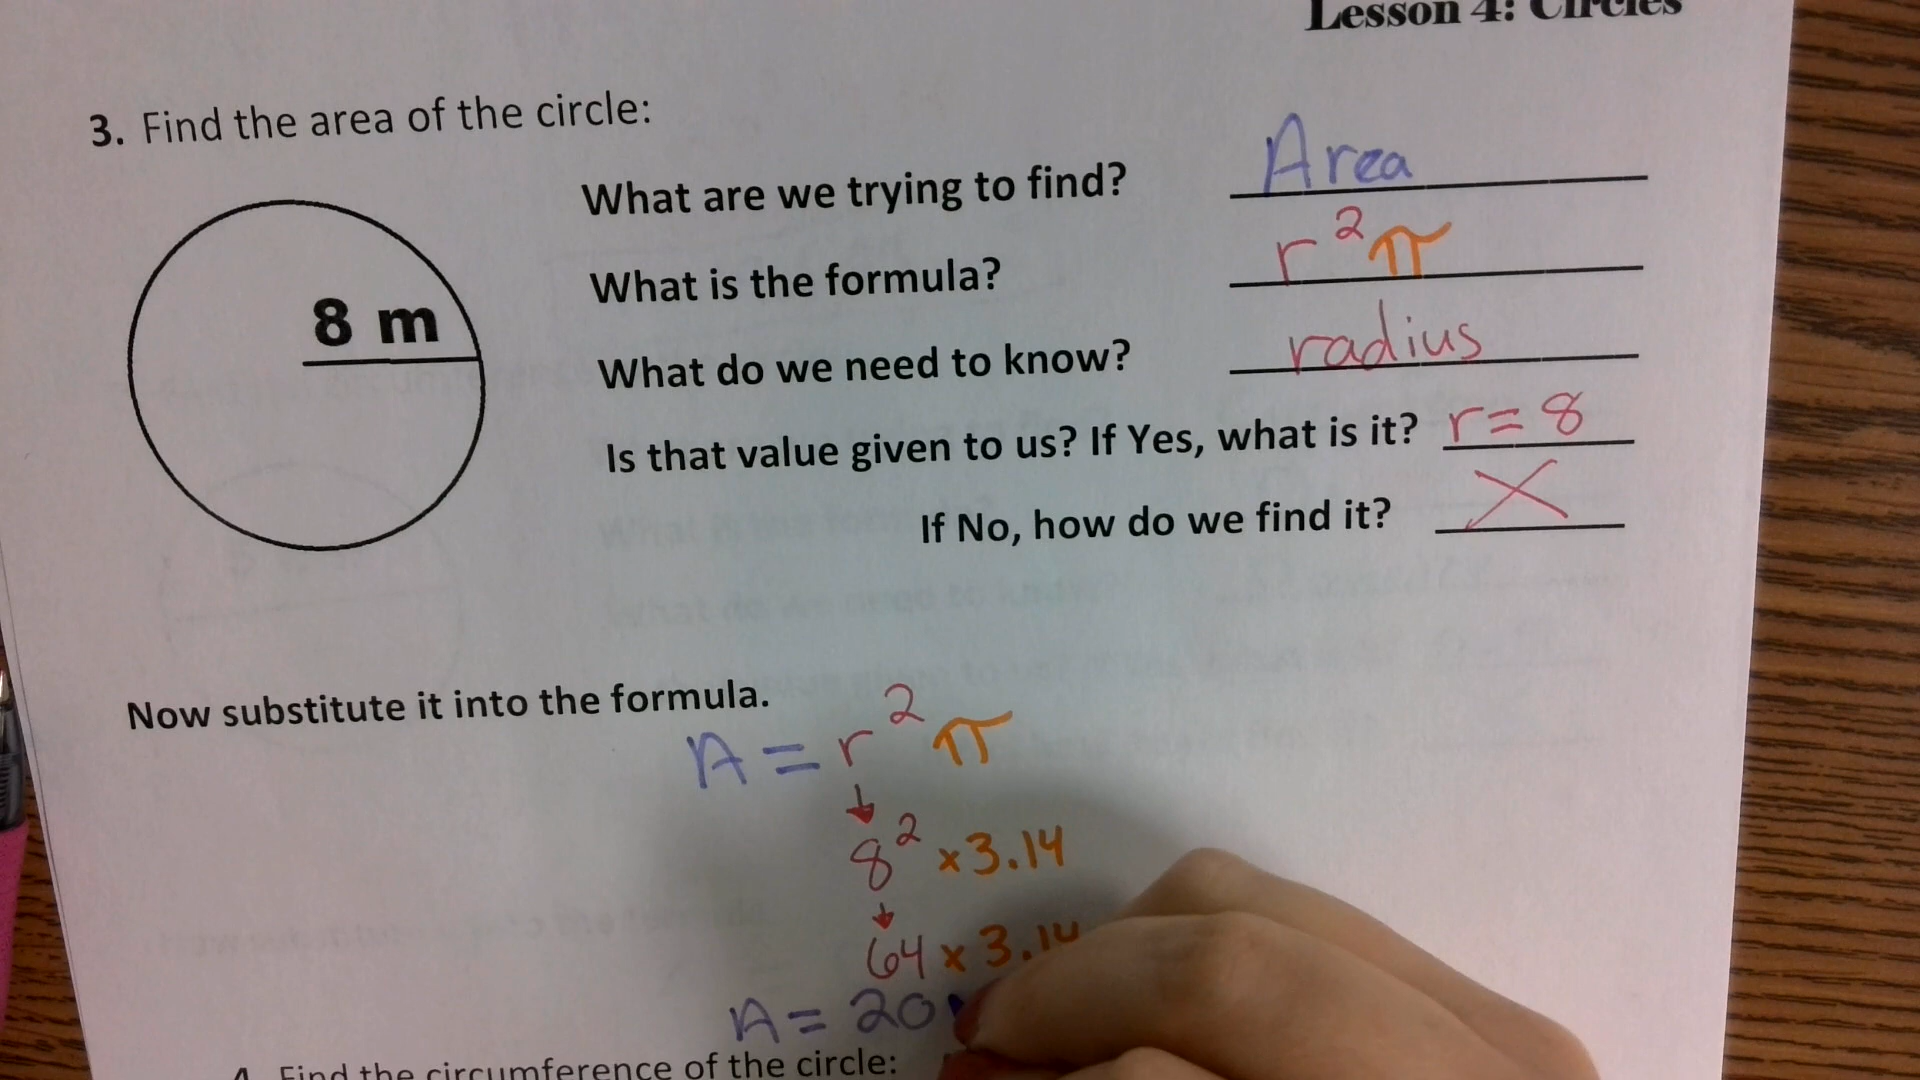 Lesson 4: Circles
3. Find the area of the circle:
What are we trying to find? Area
What is the formula? r²π
8 m
What do we need to know? radius
Is that value given to us? If Yes, what is it? r = 8
If No, how do we find it? X
Now substitute it into the formula.
A = r²π
8² × 3.14
64 × 3.14
A = 20
4. Find the circumference of the circle: